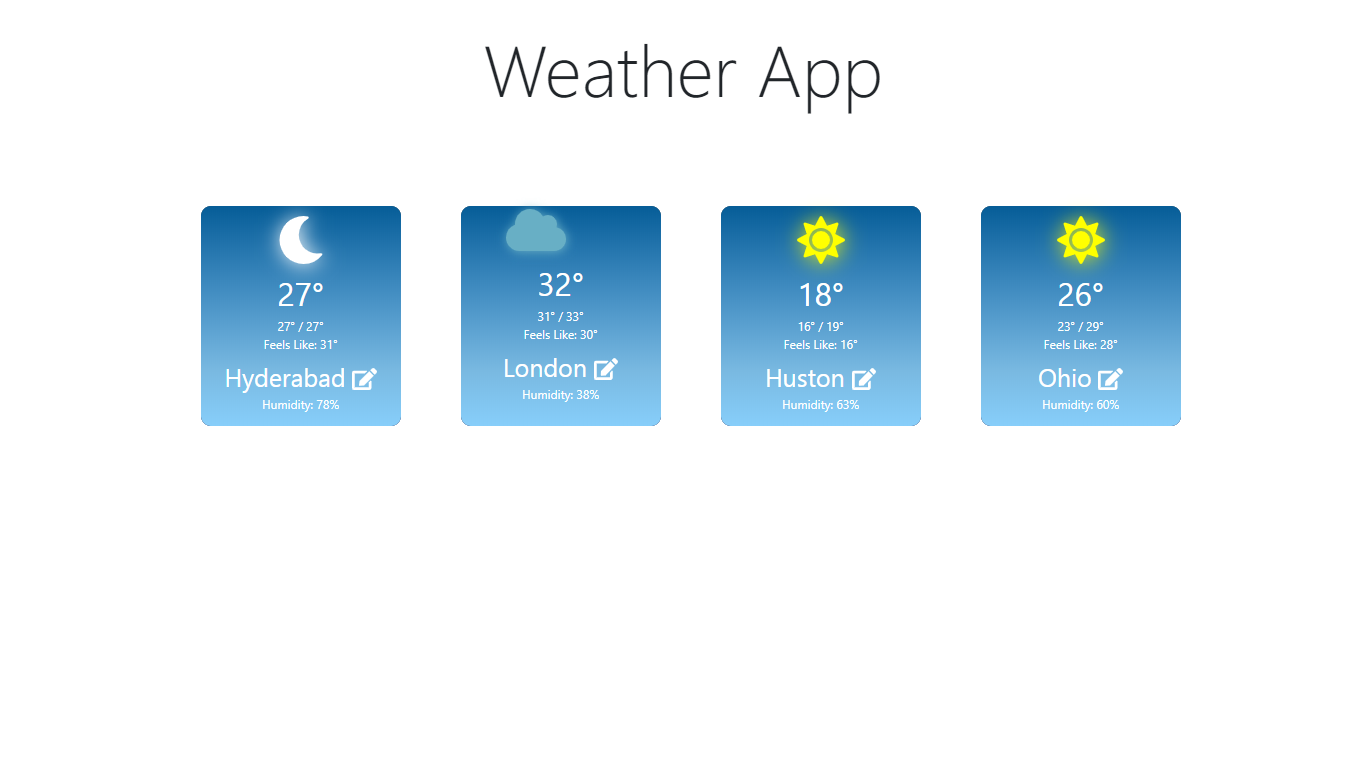 Weather App
27°
27° / 27°
Feels Like: 31°
Hyderabad
Humidity: 78%
32°
31° / 33°
Feels Like: 30°
London
Humidity: 38%
18°
16° / 19°
Feels Like: 16°
Huston
Humidity: 63%
26°
23° / 29°
Feels Like: 28°
Ohio
Humidity: 60%